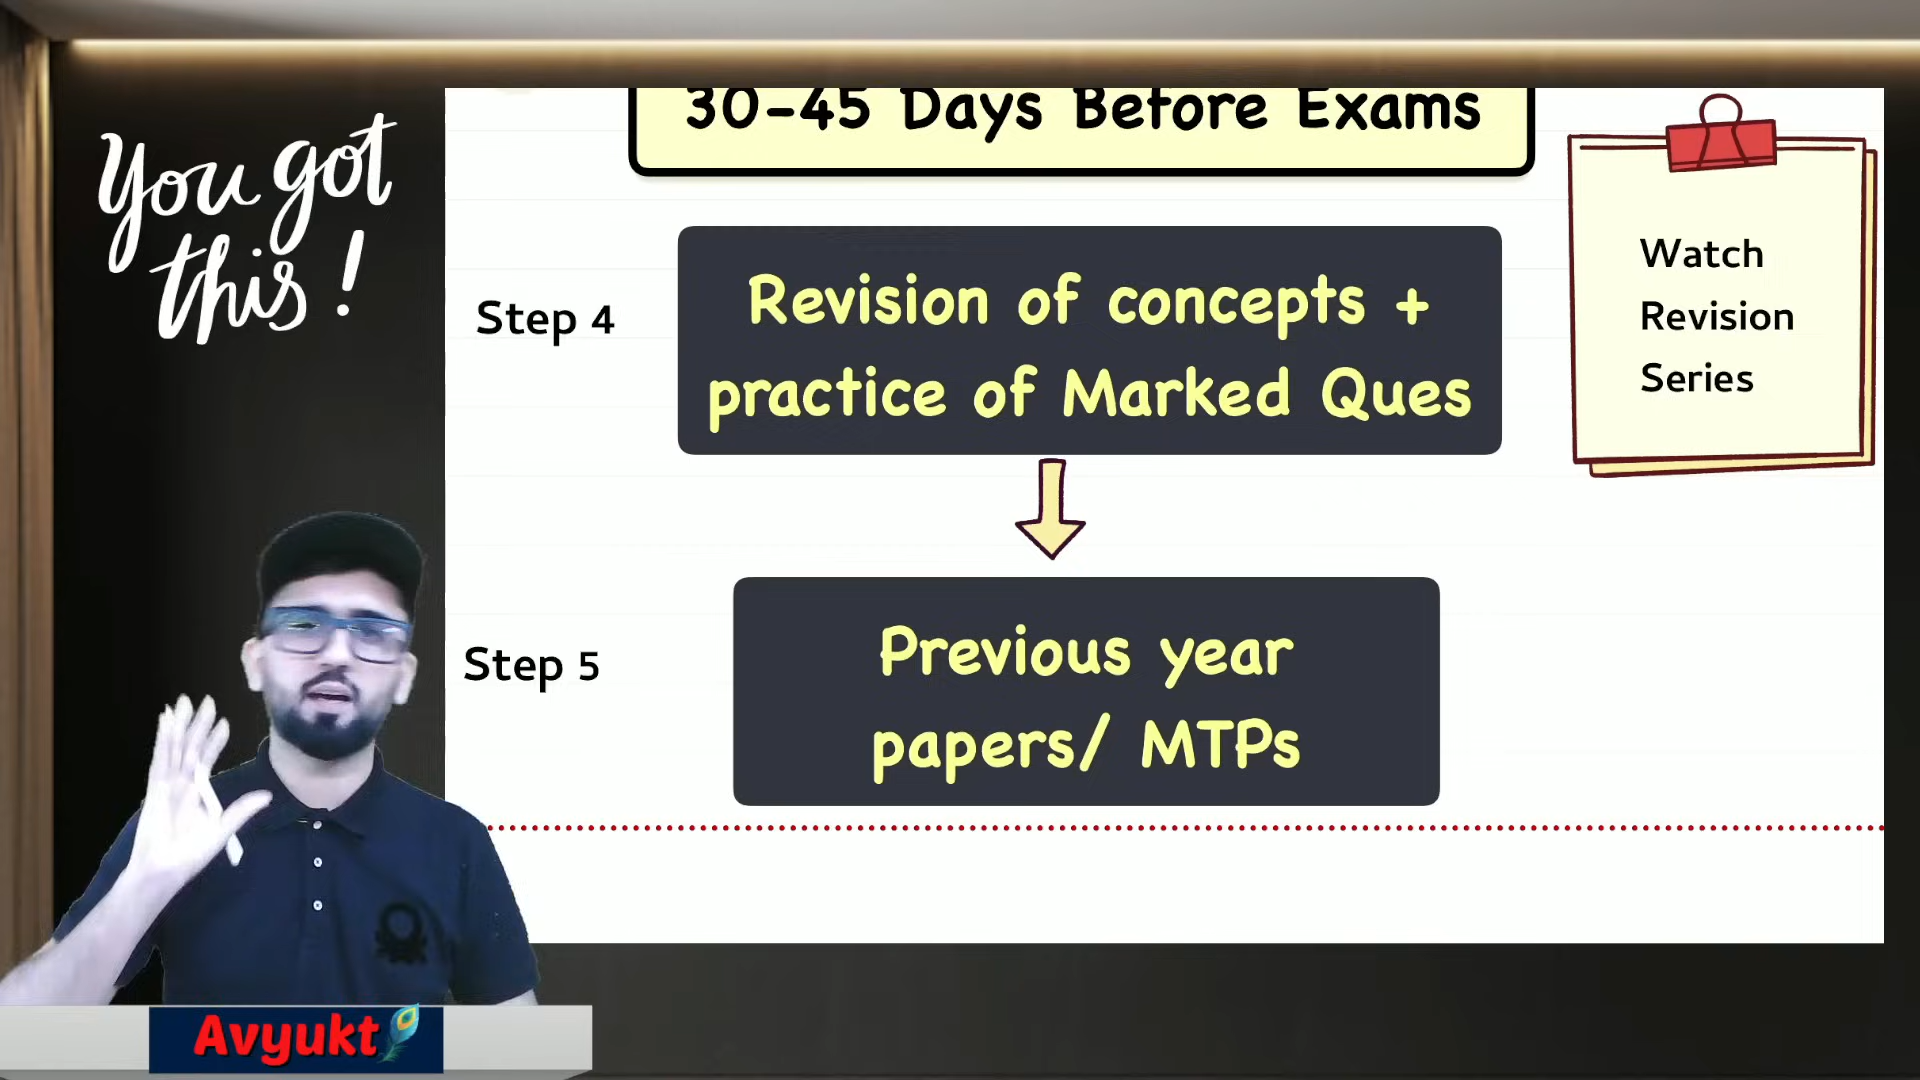 You got
this!
30-45 Days Before Exams
Step 4
Revision of concepts +
practice of Marked Ques
Watch
Revision
Series
Step 5
Previous year
papers/ MTPs
Avyukt